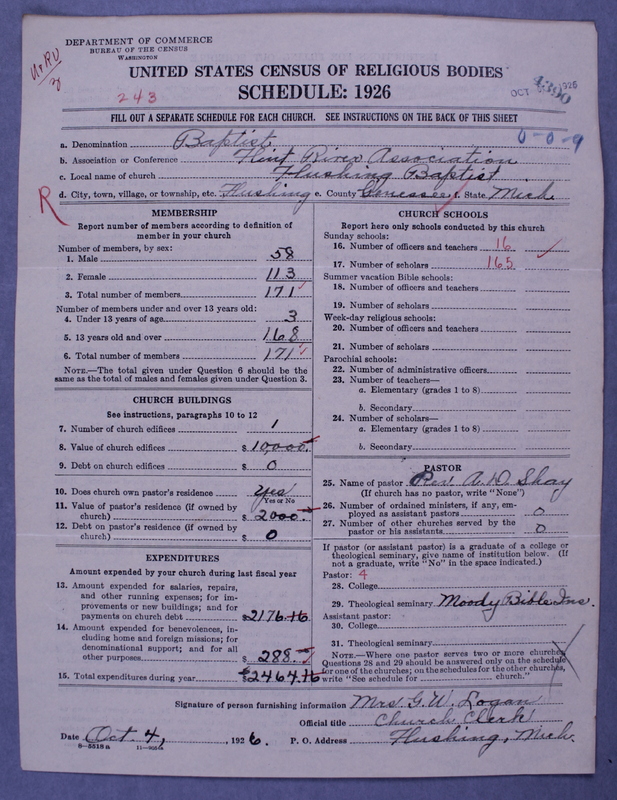 DEPARTMENT OF COMMERCE
BUREAU OF THE CENSUS
WASHINGTON
UNITED STATES CENSUS OF RELIGIOUS BODIES
SCHEDULE: 1926
243
OCT 1926
4390
FILL OUT A SEPARATE SCHEDULE FOR EACH CHURCH. SEE INSTRUCTIONS ON THE BACK OF THIS SHEET
0-0-9
a. Denomination Baptist
b. Association or Conference Flint River Association
c. Local name of church Flushing Baptist
R
d. City, town, village, or township, etc. Flushing e. County Genessee f. State Mich.
MEMBERSHIP
Report number of members according to definition of
member in your church
Number of members, by sex:
1. Male 58
2. Female 113
3. Total number of members 171
Number of members under and over 13 years old:
4. Under 13 years of age 3
5. 13 years old and over 168
6. Total number of members 171
NOTE.—The total given under Question 6 should be the
same as the total of males and females given under Question 3.
CHURCH BUILDINGS
See instructions, paragraphs 10 to 12
7. Number of church edifices 1
8. Value of church edifices $ 10,000.
9. Debt on church edifices $ 0
10. Does church own pastor's residence Yes
Yes or No
11. Value of pastor's residence (if owned by
church) $ 2000.
12. Debt on pastor's residence (if owned by
church) $ 0
EXPENDITURES
Amount expended by your church during last fiscal year
13. Amount expended for salaries, repairs,
and other running expenses; for im-
provements or new buildings; and for
payments on church debt $2176.16
14. Amount expended for benevolences, in-
cluding home and foreign missions; for
denominational support; and for all
other purposes $ 288.
15. Total expenditures during year $2464.16
CHURCH SCHOOLS
Report here only schools conducted by this church
Sunday schools:
16. Number of officers and teachers 16
17. Number of scholars 165
Summer vacation Bible schools:
18. Number of officers and teachers
19. Number of scholars
Week-day religious schools:
20. Number of officers and teachers
21. Number of scholars
Parochial schools:
22. Number of administrative officers
23. Number of teachers—
a. Elementary (grades 1 to 8)
b. Secondary
24. Number of scholars—
a. Elementary (grades 1 to 8)
b. Secondary
PASTOR
25. Name of pastor Rev. A. D. Shay
(If church has no pastor, write "None")
26. Number of ordained ministers, if any, em-
ployed as assistant pastors 0
27. Number of other churches served by the
pastor or his assistants 0
If pastor (or assistant pastor) is a graduate of a college or
theological seminary, give name of institution below. (If
not a graduate, write "No" in the space indicated.)
Pastor: 4
28. College
29. Theological seminary Moody Bible Ins.
Assistant pastor:
30. College
31. Theological seminary
NOTE.—Where one pastor serves two or more churches
Questions 28 and 29 should be answered only on the schedule
for one of the churches; on the schedules for the other churches,
write "See schedule for church."
Signature of person furnishing information Mrs G. W. Logan
Official title Church Clerk
Date Oct. 4, 1926. P. O. Address Flushing, Mich.
8—5518a